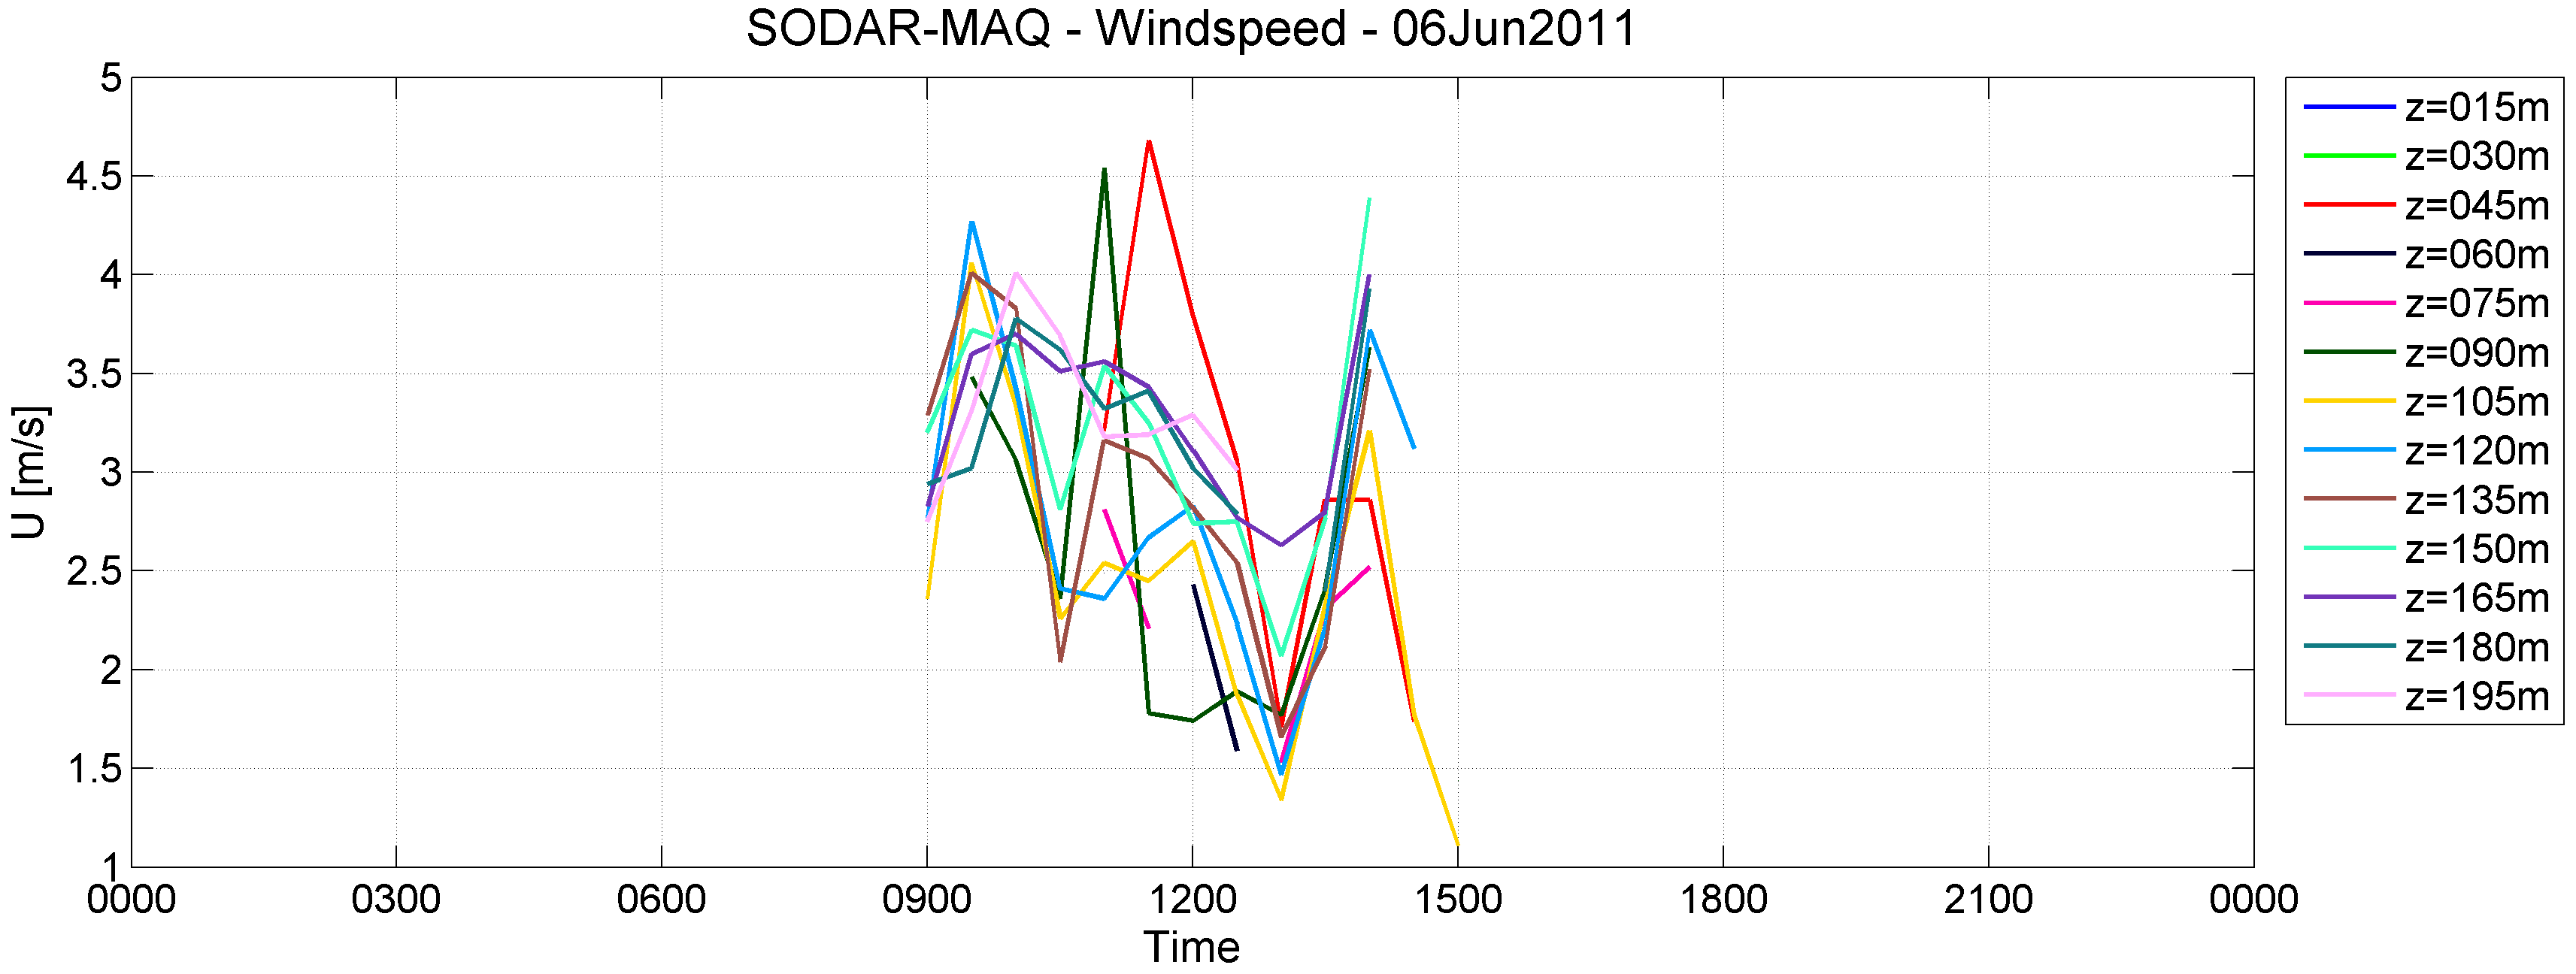 SODAR-MAQ - Windspeed - 06Jun2011
5
4.5
4
3.5
3
2.5
2
1.5
1
U [m/s]
0000 0300 0600 0900 1200 1500 1800 2100 0000
Time
z=015m
z=030m
z=045m
z=060m
z=075m
z=090m
z=105m
z=120m
z=135m
z=150m
z=165m
z=180m
z=195m